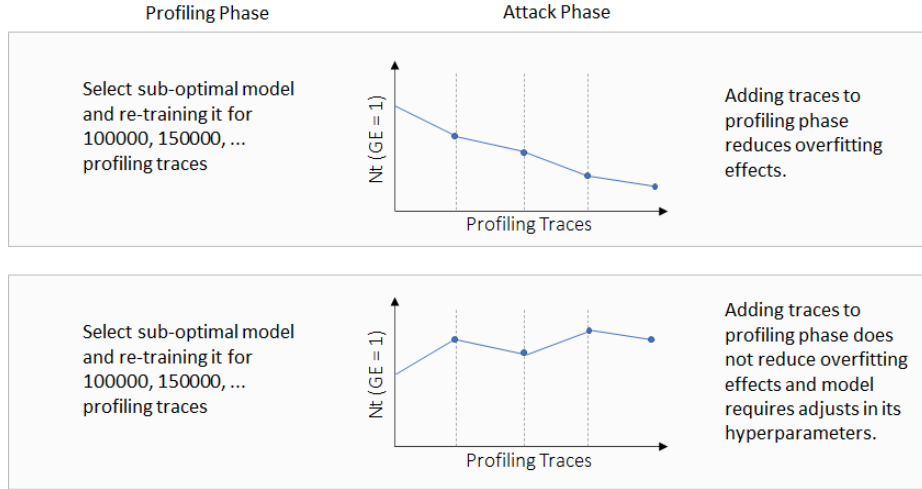 Profiling Phase
Attack Phase
Select sub-optimal model
and re-training it for
100000, 150000, ...
profiling traces
Nt (GE = 1)
Profiling Traces
Adding traces to
profiling phase
reduces overfitting
effects.
Select sub-optimal model
and re-training it for
100000, 150000, ...
profiling traces
Nt (GE = 1)
Profiling Traces
Adding traces to
profiling phase does
not reduce overfitting
effects and model
requires adjusts in its
hyperparameters.